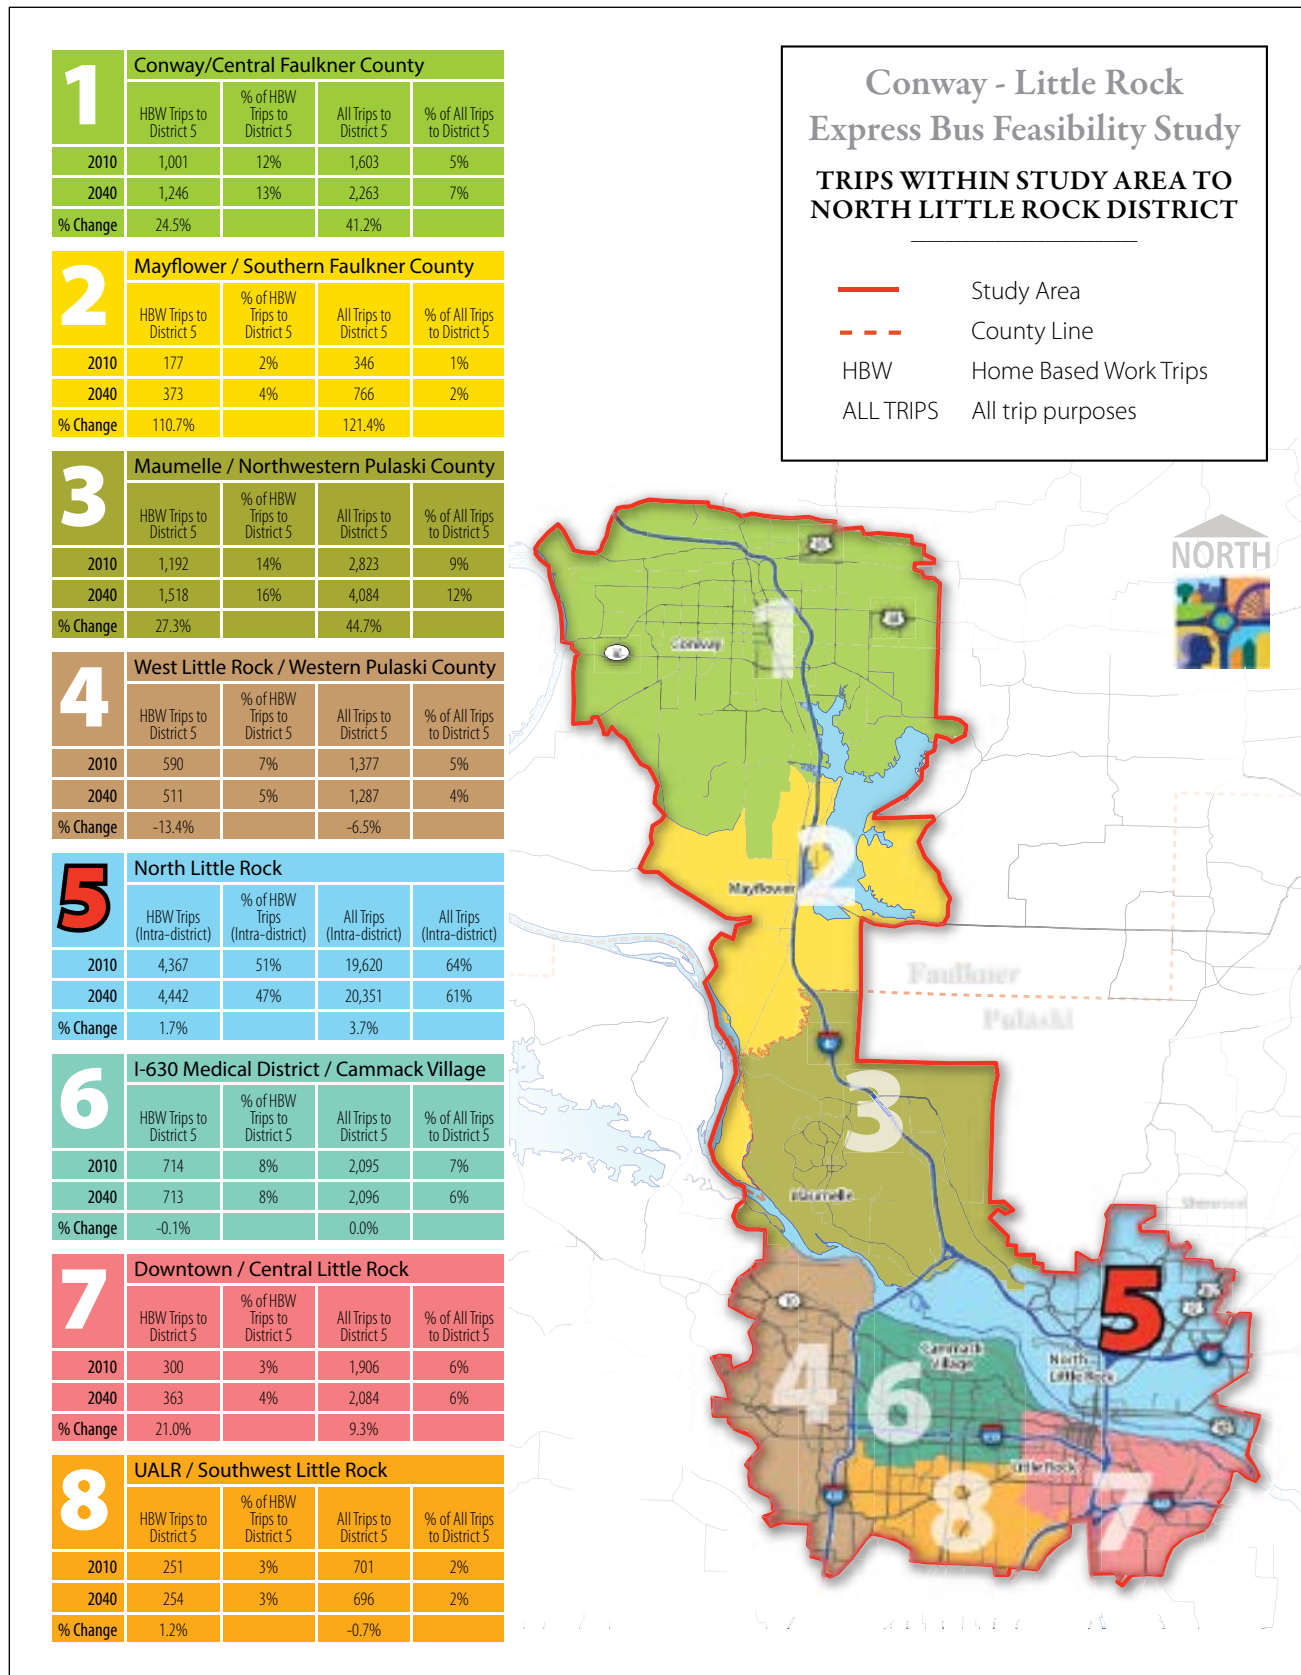 1
Conway/Central Faulkner County
HBW Trips to District 5
% of HBW Trips to District 5
All Trips to District 5
% of All Trips to District 5
2010 1,001 12% 1,603 5%
2040 1,246 13% 2,263 7%
% Change 24.5% 41.2%
2
Mayflower / Southern Faulkner County
HBW Trips to District 5
% of HBW Trips to District 5
All Trips to District 5
% of All Trips to District 5
2010 177 2% 346 1%
2040 373 4% 766 2%
% Change 110.7% 121.4%
3
Maumelle / Northwestern Pulaski County
HBW Trips to District 5
% of HBW Trips to District 5
All Trips to District 5
% of All Trips to District 5
2010 1,192 14% 2,823 9%
2040 1,518 16% 4,084 12%
% Change 27.3% 44.7%
4
West Little Rock / Western Pulaski County
HBW Trips to District 5
% of HBW Trips to District 5
All Trips to District 5
% of All Trips to District 5
2010 590 7% 1,377 5%
2040 511 5% 1,287 4%
% Change -13.4% -6.5%
5
North Little Rock
HBW Trips (Intra-district)
% of HBW Trips (Intra-district)
All Trips (Intra-district)
All Trips (Intra-district)
2010 4,367 51% 19,620 64%
2040 4,442 47% 20,351 61%
% Change 1.7% 3.7%
6
I-630 Medical District / Cammack Village
HBW Trips to District 5
% of HBW Trips to District 5
All Trips to District 5
% of All Trips to District 5
2010 714 8% 2,095 7%
2040 713 8% 2,096 6%
% Change -0.1% 0.0%
7
Downtown / Central Little Rock
HBW Trips to District 5
% of HBW Trips to District 5
All Trips to District 5
% of All Trips to District 5
2010 300 3% 1,906 6%
2040 363 4% 2,084 6%
% Change 21.0% 9.3%
8
UALR / Southwest Little Rock
HBW Trips to District 5
% of HBW Trips to District 5
All Trips to District 5
% of All Trips to District 5
2010 251 3% 701 2%
2040 254 3% 696 2%
% Change 1.2% -0.7%
Conway - Little Rock
Express Bus Feasibility Study
TRIPS WITHIN STUDY AREA TO
NORTH LITTLE ROCK DISTRICT
Study Area
County Line
HBW Home Based Work Trips
ALL TRIPS All trip purposes
NORTH
1
Conway
2
Mayflower
Faulkner
Pulaski
3
Maumelle
Sherwood
5
4
Cammack
Village
North
Little Rock
6
Little Rock
8
7